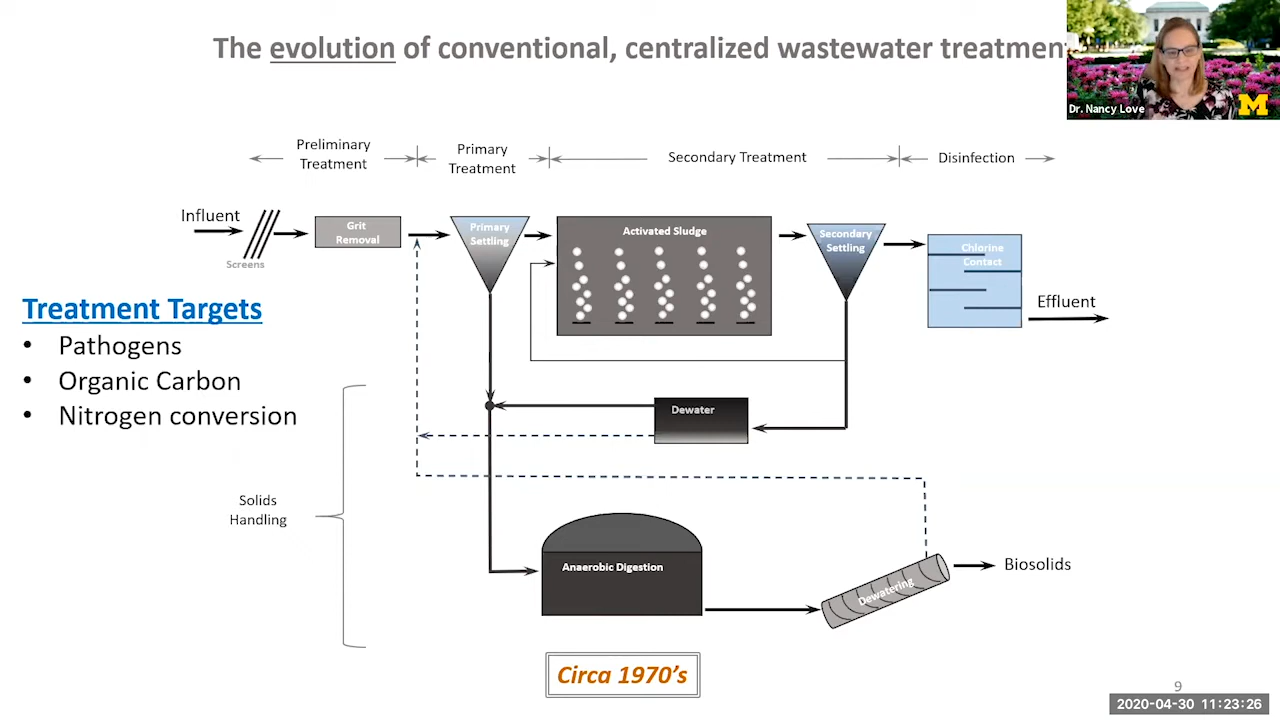 The evolution of conventional, centralized wastewater treatment
Dr. Nancy Love
M
Preliminary
Treatment
Primary
Treatment
Secondary Treatment
Disinfection
Influent
Screens
Grit
Removal
Primary
Settling
Activated Sludge
Secondary
Settling
Chlorine
Contact
Effluent
Treatment Targets
• Pathogens
• Organic Carbon
• Nitrogen conversion
Dewater
Solids
Handling
Anaerobic Digestion
Dewatering
Biosolids
Circa 1970's
9
2020-04-30 11:23:26